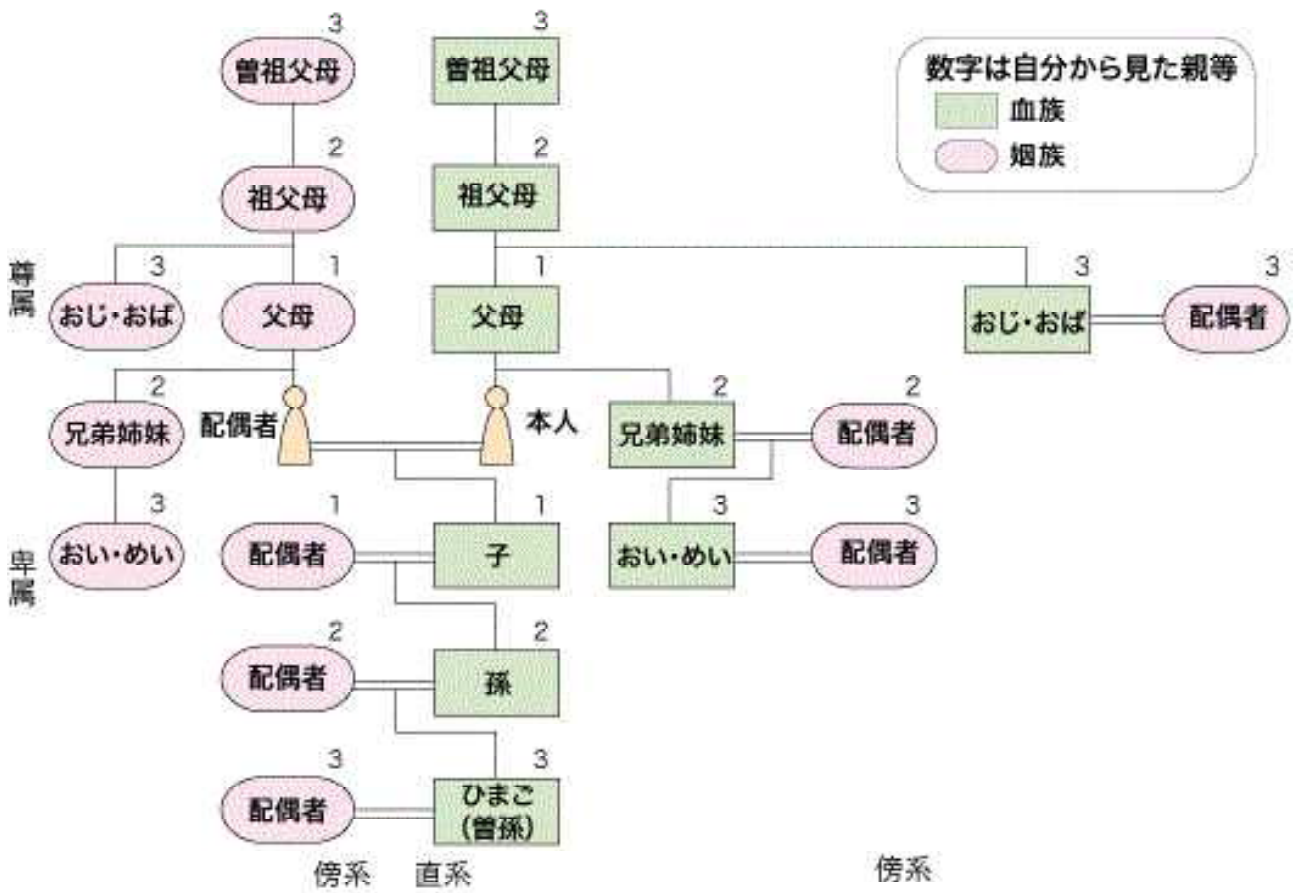 3
3
曽祖父母
曽祖父母
数字は自分から見た親等
血族
姻族
2
2
祖父母
祖父母
尊属
3
1
1
3
3
おじ・おば
父母
父母
おじ・おば
配偶者
2
2
2
兄弟姉妹
配偶者
本人
兄弟姉妹
配偶者
卑属
3
1
1
3
3
おい・めい
配偶者
子
おい・めい
配偶者
2
2
配偶者
孫
3
3
配偶者
ひまご
(曽孫)
傍系
直系
傍系